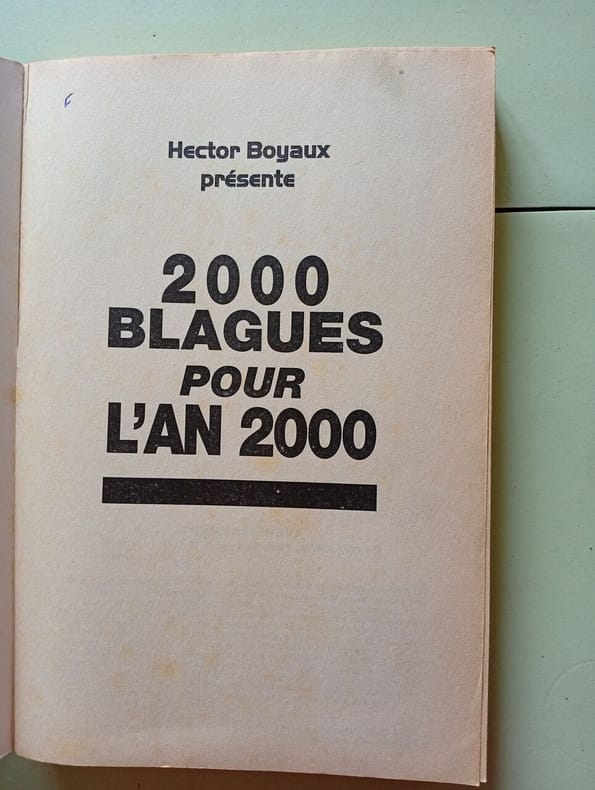 F
Hector Boyaux
présente
2000
BLAGUES
POUR
L'AN 2000